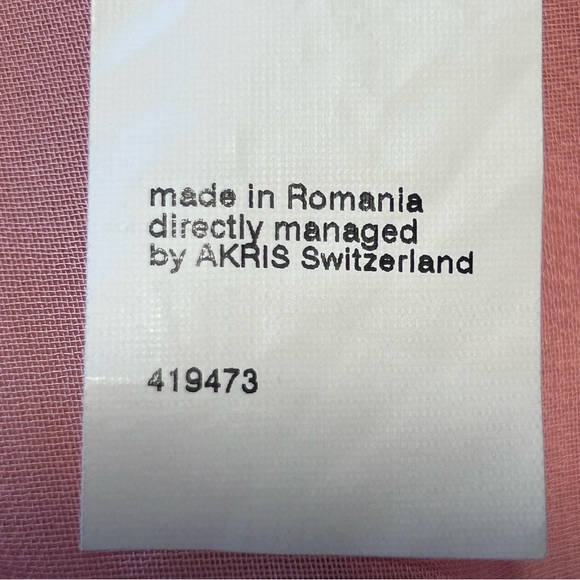 made in Romania
directly managed
by AKRIS Switzerland
419473